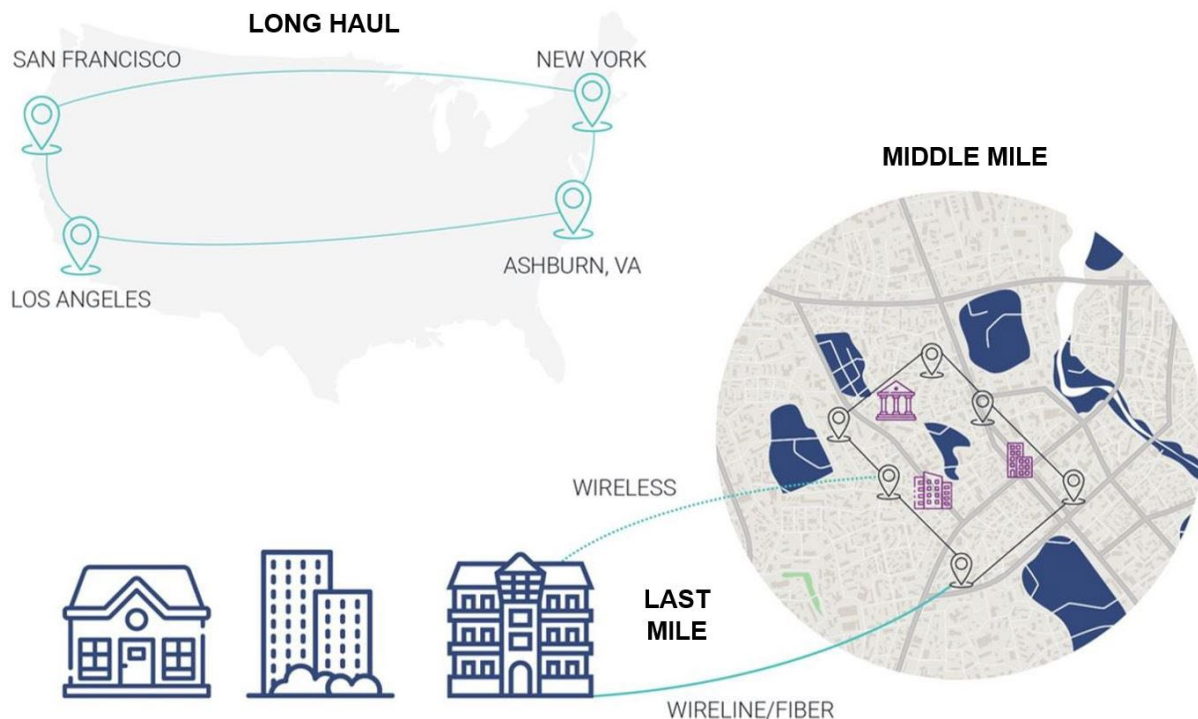 LONG HAUL
SAN FRANCISCO
NEW YORK
MIDDLE MILE
ASHBURN, VA
LOS ANGELES
WIRELESS
LAST
MILE
WIRELINE/FIBER